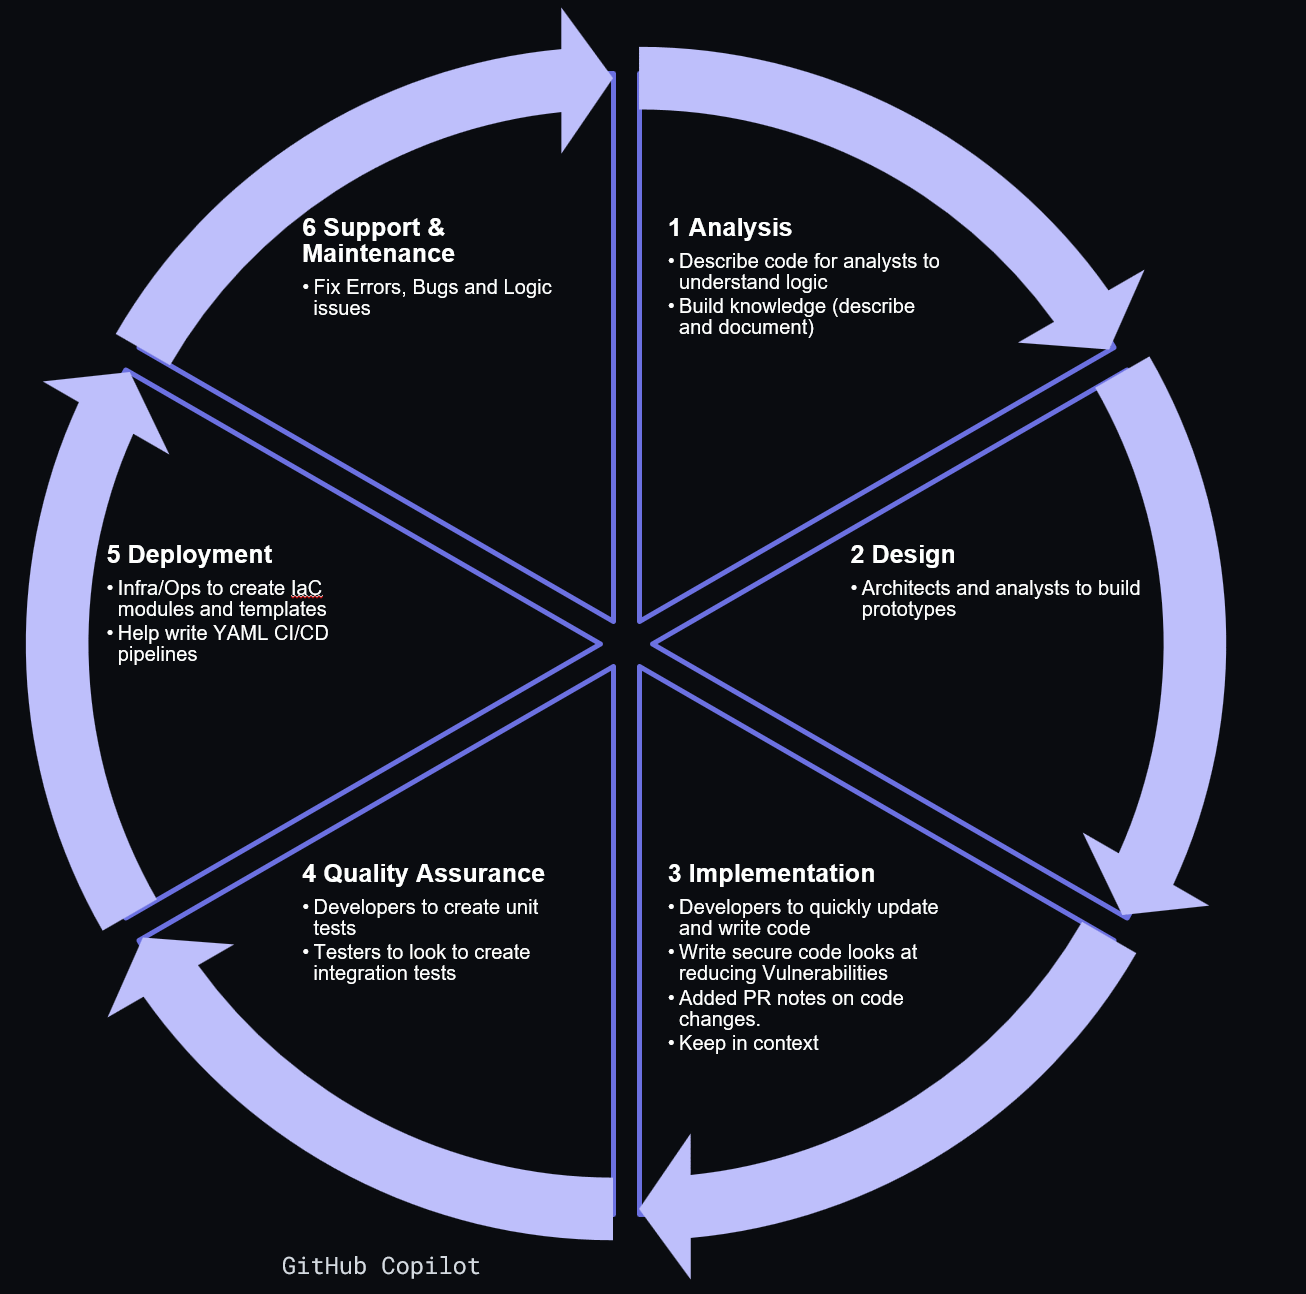 1 Analysis
• Describe code for analysts to
understand logic
• Build knowledge (describe
and document)
2 Design
• Architects and analysts to build
prototypes
3 Implementation
• Developers to quickly update
and write code
• Write secure code looks at
reducing Vulnerabilities
• Added PR notes on code
changes.
• Keep in context
4 Quality Assurance
• Developers to create unit
tests
• Testers to look to create
integration tests
5 Deployment
• Infra/Ops to create IaC
modules and templates
• Help write YAML CI/CD
pipelines
6 Support &
Maintenance
• Fix Errors, Bugs and Logic
issues
GitHub Copilot